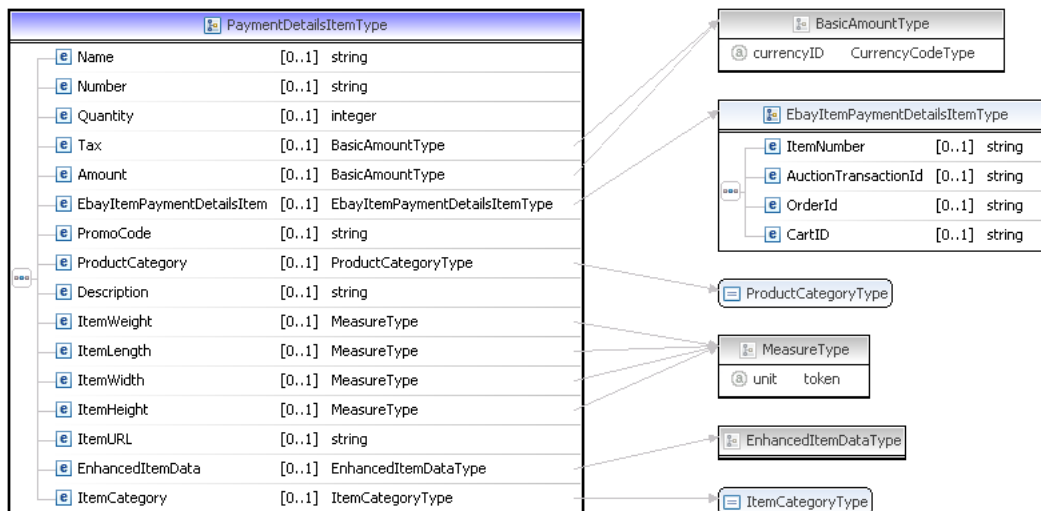 PaymentDetailsItemType
e Name [0..1] string
e Number [0..1] string
e Quantity [0..1] integer
e Tax [0..1] BasicAmountType
e Amount [0..1] BasicAmountType
e EbayItemPaymentDetailsItem [0..1] EbayItemPaymentDetailsItemType
e PromoCode [0..1] string
e ProductCategory [0..1] ProductCategoryType
e Description [0..1] string
e ItemWeight [0..1] MeasureType
e ItemLength [0..1] MeasureType
e ItemWidth [0..1] MeasureType
e ItemHeight [0..1] MeasureType
e ItemURL [0..1] string
e EnhancedItemData [0..1] EnhancedItemDataType
e ItemCategory [0..1] ItemCategoryType
BasicAmountType
a currencyID CurrencyCodeType
EbayItemPaymentDetailsItemType
e ItemNumber [0..1] string
e AuctionTransactionId [0..1] string
e OrderId [0..1] string
e CartID [0..1] string
ProductCategoryType
MeasureType
a unit token
EnhancedItemDataType
ItemCategoryType